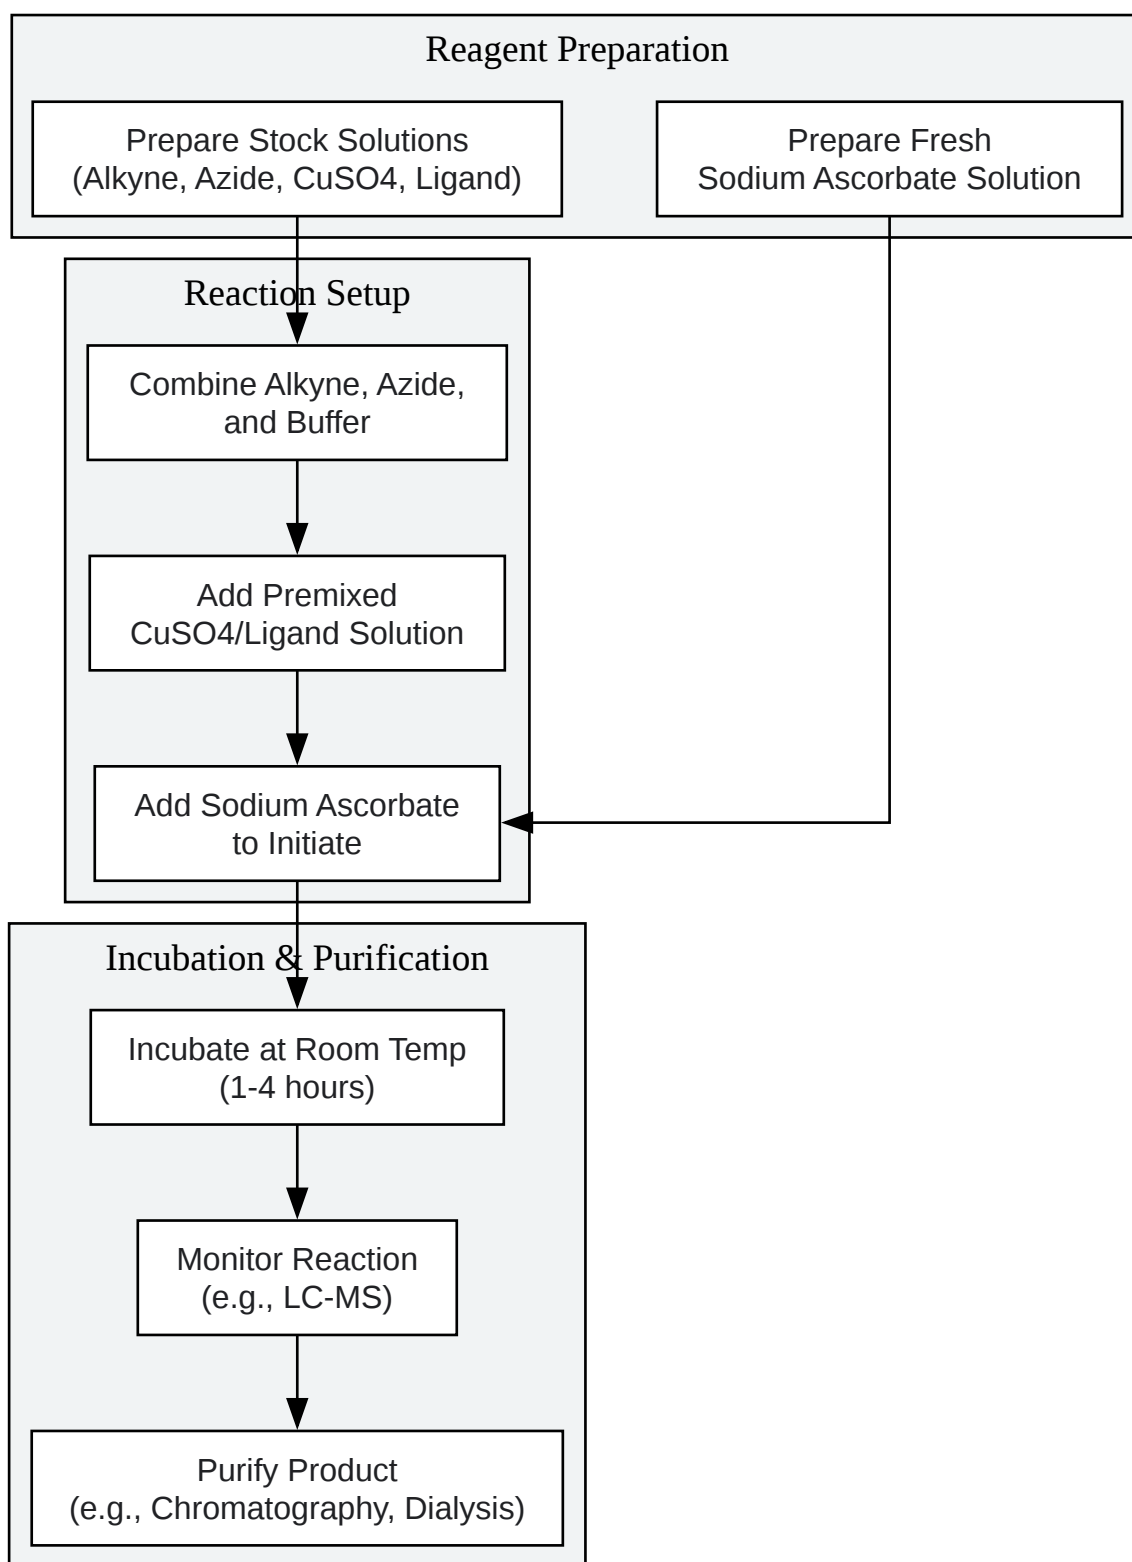 Reagent Preparation
Prepare Stock Solutions
(Alkyne, Azide, CuSO4, Ligand)
Prepare Fresh
Sodium Ascorbate Solution
Reaction Setup
Combine Alkyne, Azide,
and Buffer
Add Premixed
CuSO4/Ligand Solution
Add Sodium Ascorbate
to Initiate
Incubation & Purification
Incubate at Room Temp
(1-4 hours)
Monitor Reaction
(e.g., LC-MS)
Purify Product
(e.g., Chromatography, Dialysis)